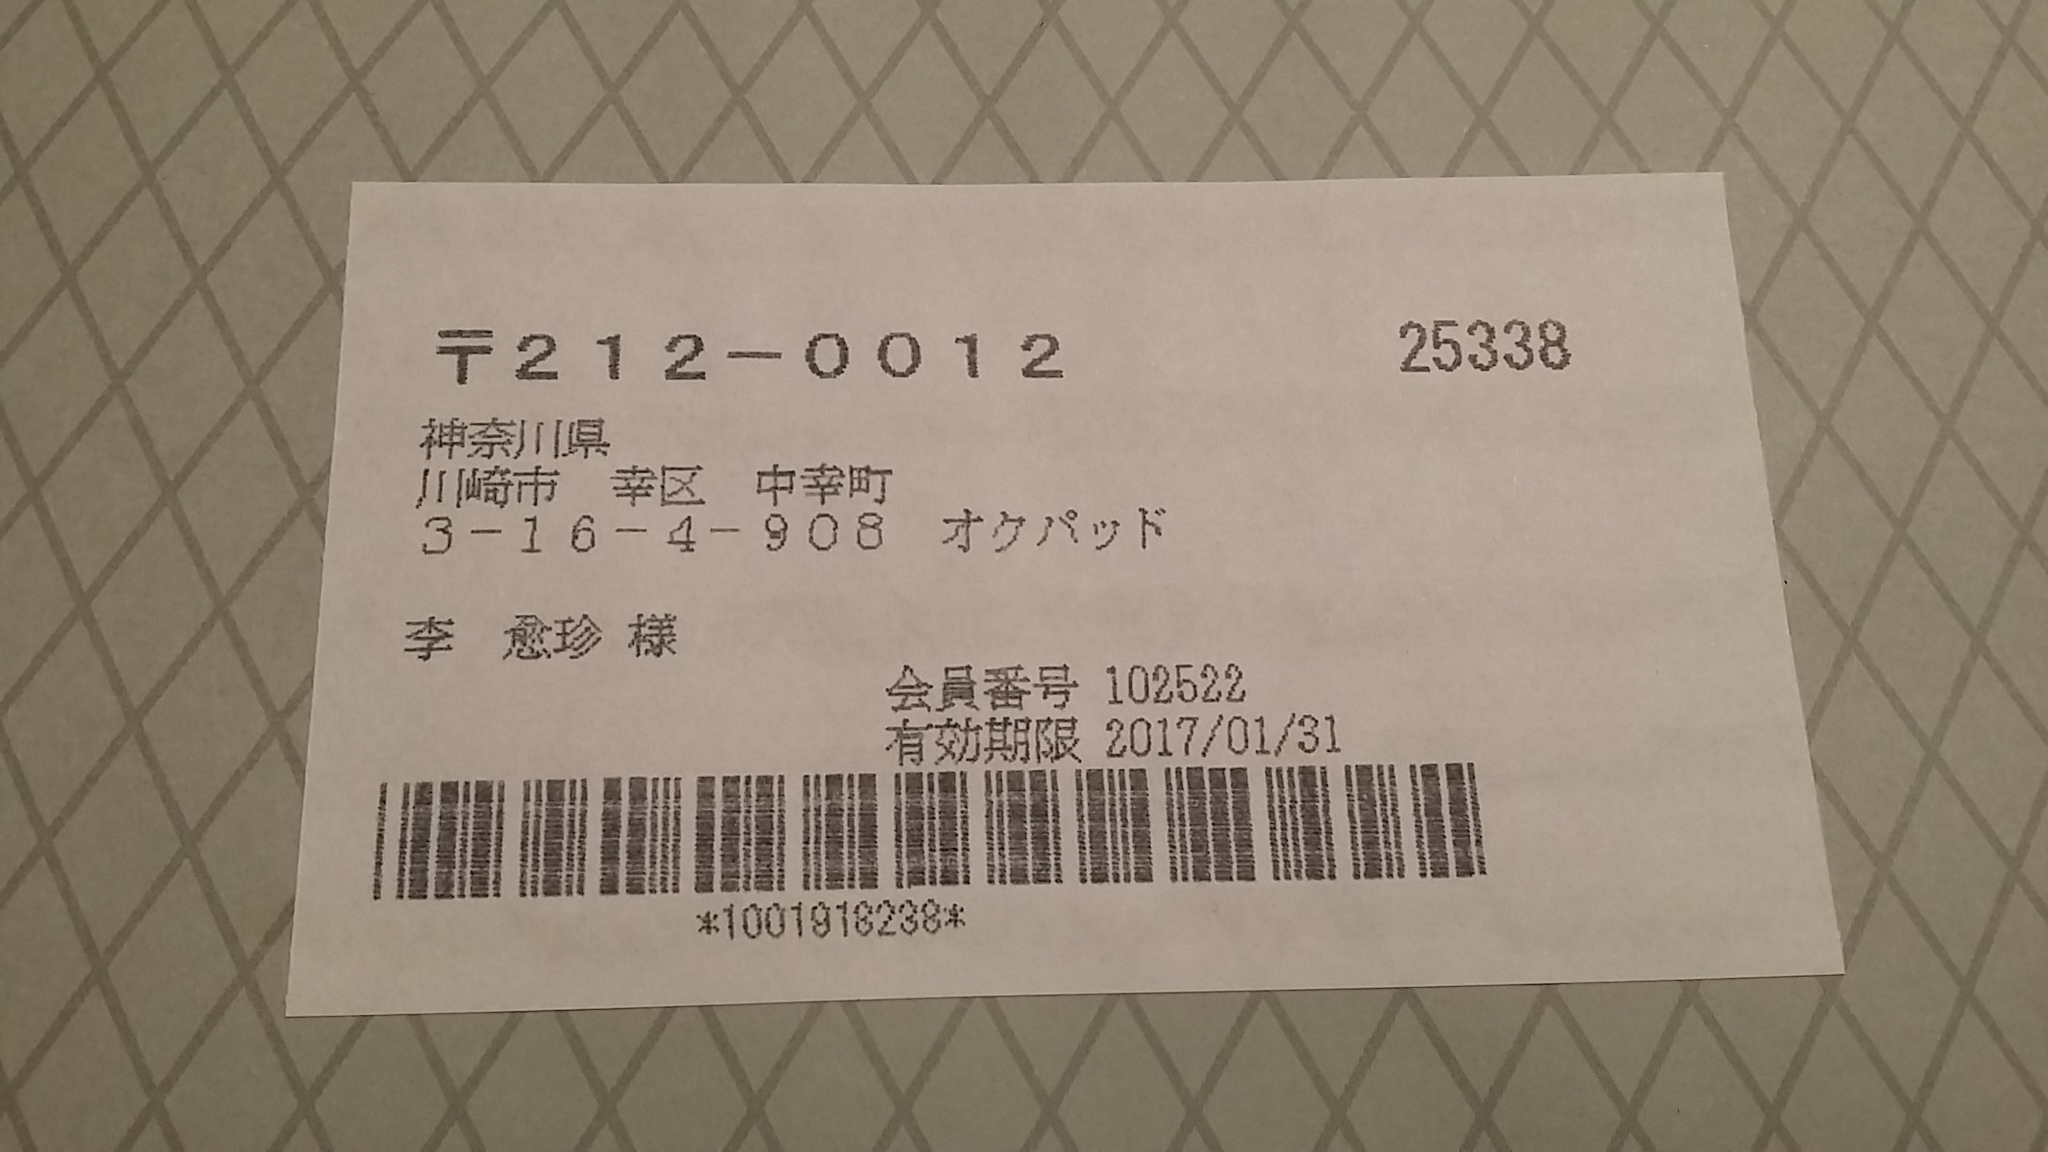 〒212-0012 25338
神奈川県
川崎市 幸区 中幸町
3-16-4-908 オケパッド
李 愈珍 様
会員番号 102522
有効期限 2017/01/31
*1001918238*